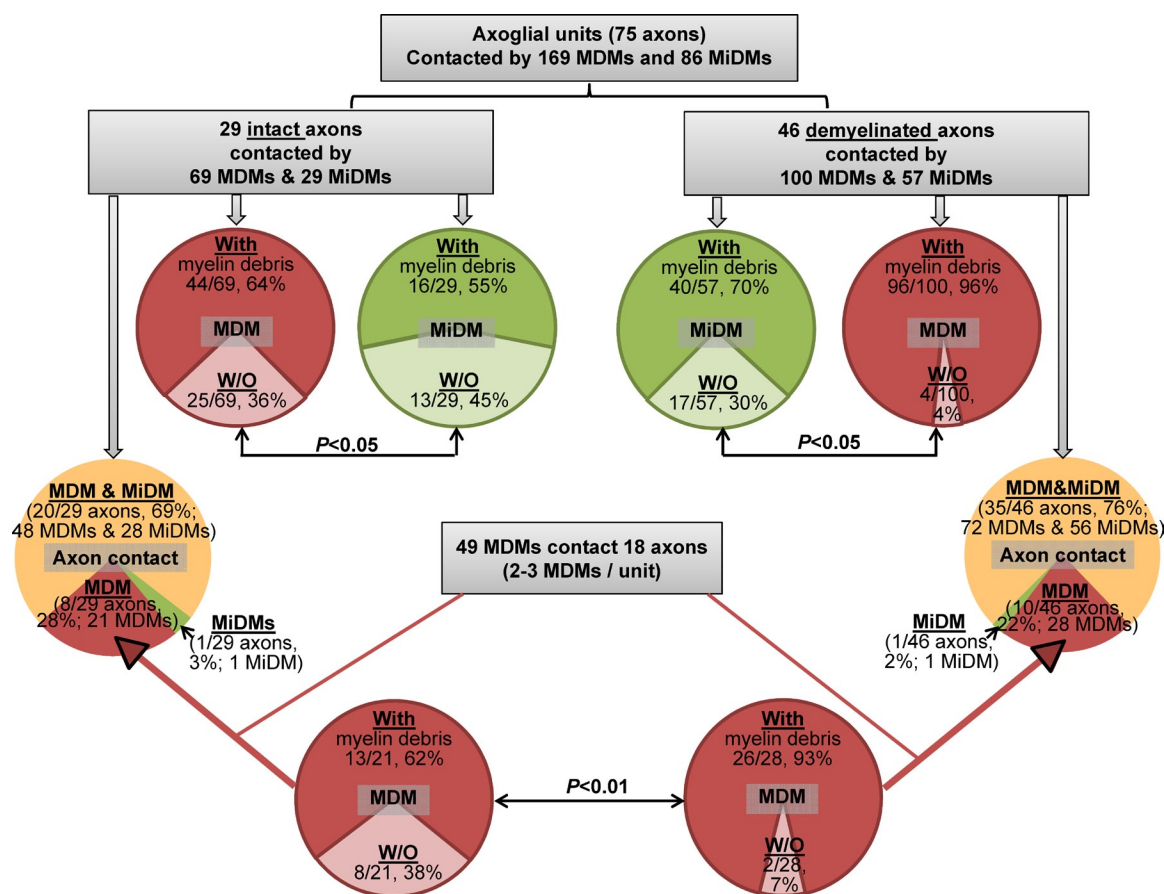 Axoglial units (75 axons)
Contacted by 169 MDMs and 86 MiDMs
29 intact axons
contacted by
69 MDMs & 29 MiDMs
46 demyelinated axons
contacted by
100 MDMs & 57 MiDMs
With
myelin debris
44/69, 64%
MDM
W/O
25/69, 36%
With
myelin debris
16/29, 55%
MiDM
W/O
13/29, 45%
P<0.05
With
myelin debris
40/57, 70%
MiDM
W/O
17/57, 30%
With
myelin debris
96/100, 96%
MDM
W/O
4/100,
4%
P<0.05
MDM & MiDM
(20/29 axons, 69%;
48 MDMs & 28 MiDMs)
Axon contact
MDM
(8/29 axons,
28%; 21 MDMs)
MiDMs
(1/29 axons,
3%; 1 MiDM)
49 MDMs contact 18 axons
(2-3 MDMs / unit)
MDM&MiDM
(35/46 axons, 76%;
72 MDMs & 56 MiDMs)
Axon contact
MDM
(10/46 axons,
22%; 28 MDMs)
MiDM
(1/46 axons,
2%; 1 MiDM)
With
myelin debris
13/21, 62%
MDM
W/O
8/21, 38%
P<0.01
With
myelin debris
26/28, 93%
MDM
W/O
2/28,
7%